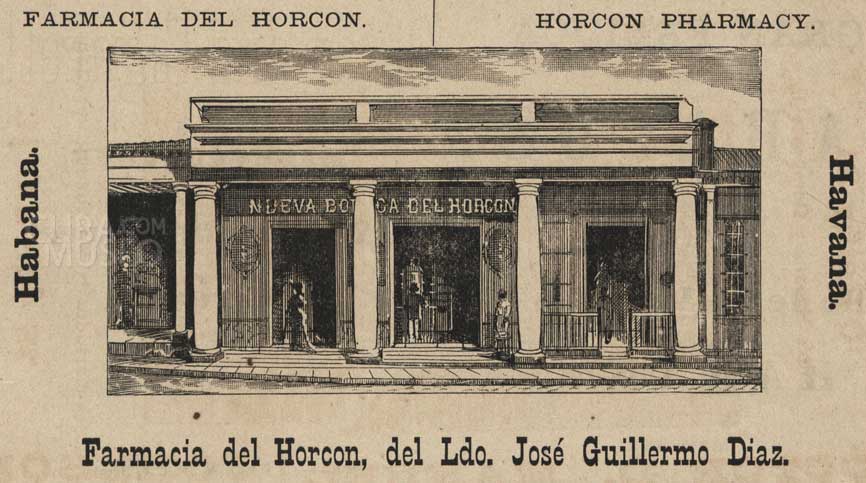 FARMACIA DEL HORCON.
HORCON PHARMACY.
Habana.
Havana.
NUEVA BOTICA DEL HORCON
Farmacia del Horcon, del Ldo. José Guillermo Diaz.